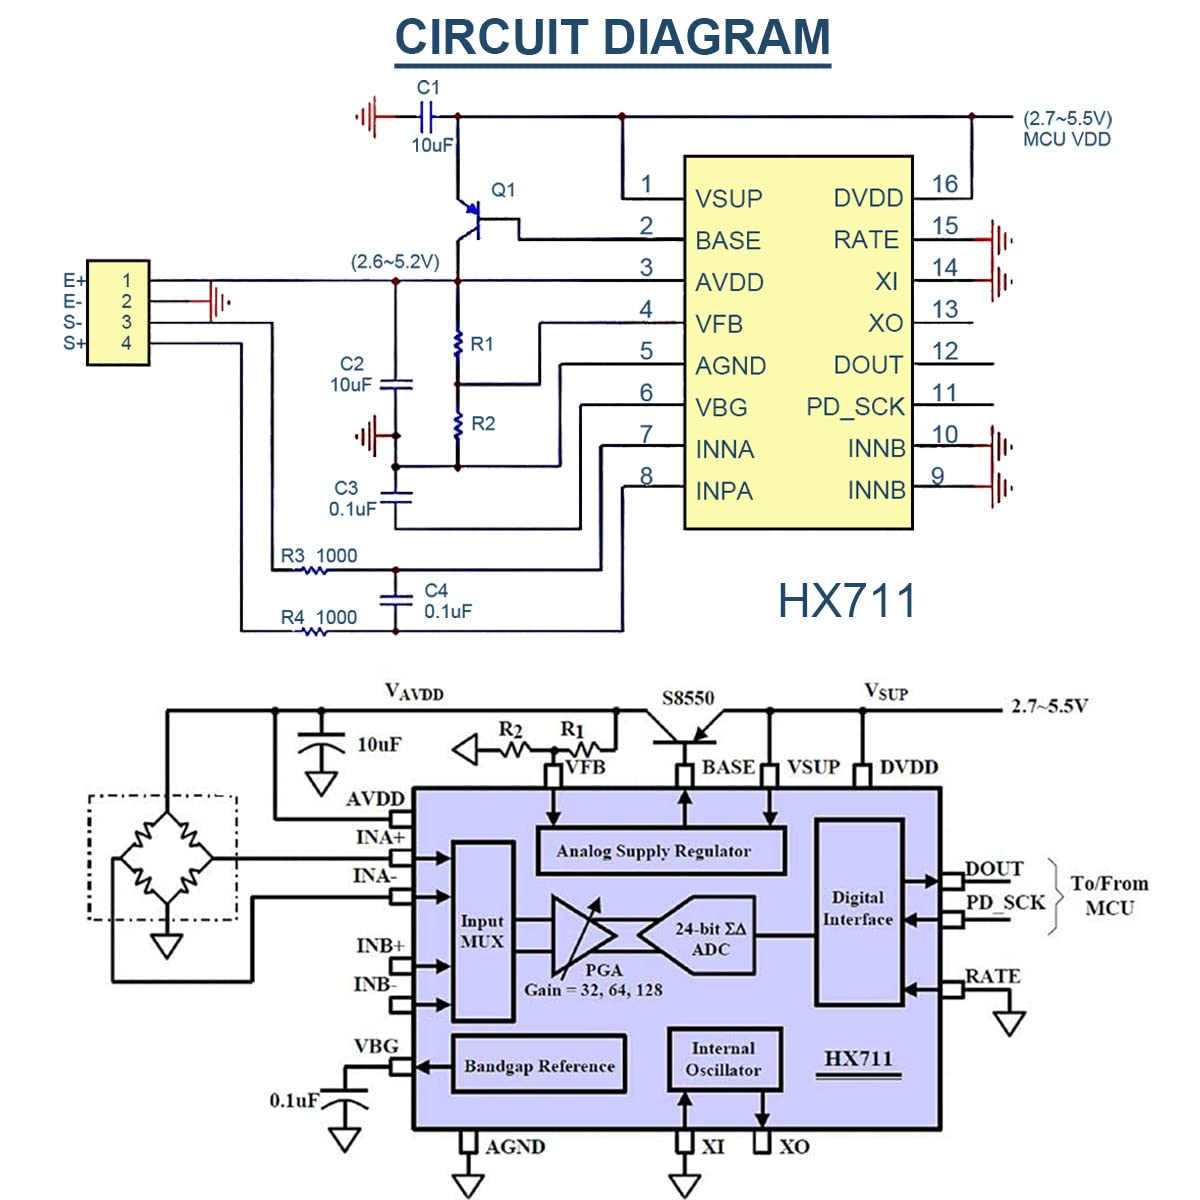 CIRCUIT DIAGRAM
C1
10uF
(2.7~5.5V)
MCU VDD
Q1
(2.6~5.2V)
E+ 1
E- 2
S- 3
S+ 4
1 VSUP
2 BASE
3 AVDD
4 VFB
5 AGND
6 VBG
7 INNA
8 INPA
DVDD 16
RATE 15
XI 14
XO 13
DOUT 12
PD_SCK 11
INNB 10
INNB 9
R1
C2
10uF
R2
C3
0.1uF
R3 1000
C4
0.1uF
R4 1000
HX711
VAVDD
S8550
VSUP
2.7~5.5V
10uF
R2
R1
VFB
BASE
VSUP
DVDD
AVDD
INA+
INA-
INB+
INB-
VBG
0.1uF
Analog Supply Regulator
Input
MUX
PGA
Gain = 32, 64, 128
24-bit ΣΔ
ADC
Digital
Interface
DOUT
PD_SCK
To/From
MCU
RATE
Bandgap Reference
Internal
Oscillator
HX711
AGND
XI
XO